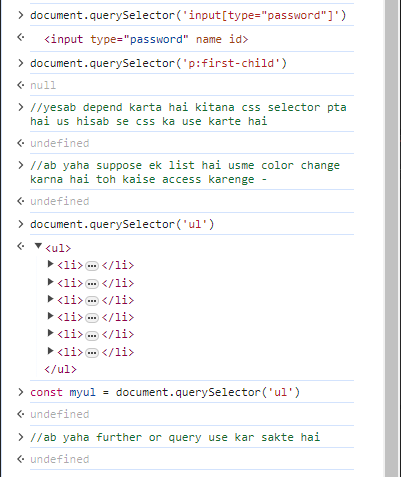 document.querySelector('input[type="password"]')
<input type="password" name id>
document.querySelector('p:first-child')
null
//yesab depend karta hai kitana css selector pta
hai us hisab se css ka use karte hai
undefined
//ab yaha suppose ek list hai usme color change
karna hai toh kaise access karenge -
undefined
document.querySelector('ul')
<ul>
<li>…</li>
<li>…</li>
<li>…</li>
<li>…</li>
<li>…</li>
<li>…</li>
</ul>
const myul = document.querySelector('ul')
undefined
//ab yaha further or query use kar sakte hai
undefined